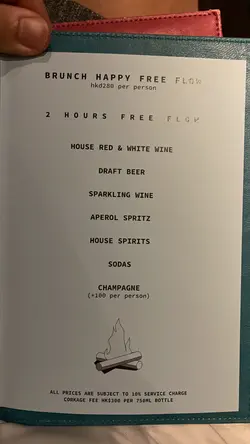 BRUNCH HAPPY FREE FLOW
hkd280 per person
2 HOURS FREE FLOW
HOUSE RED & WHITE WINE
DRAFT BEER
SPARKLING WINE
APEROL SPRITZ
HOUSE SPIRITS
SODAS
CHAMPAGNE
(+100 per person)
ALL PRICES ARE SUBJECT TO 10% SERVICE CHARGE
CORKAGE FEE HK$300 PER 750ML BOTTLE